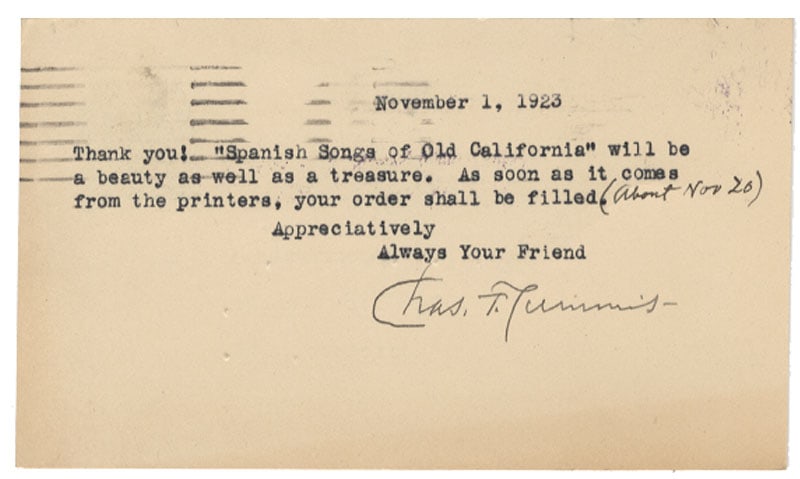 November 1, 1923
Thank you! "Spanish Songs of Old California" will be
a beauty as well as a treasure. As soon as it comes
from the printers, your order shall be filled. (About Nov 20)
Appreciatively
Always Your Friend
Chas. F. Lummis